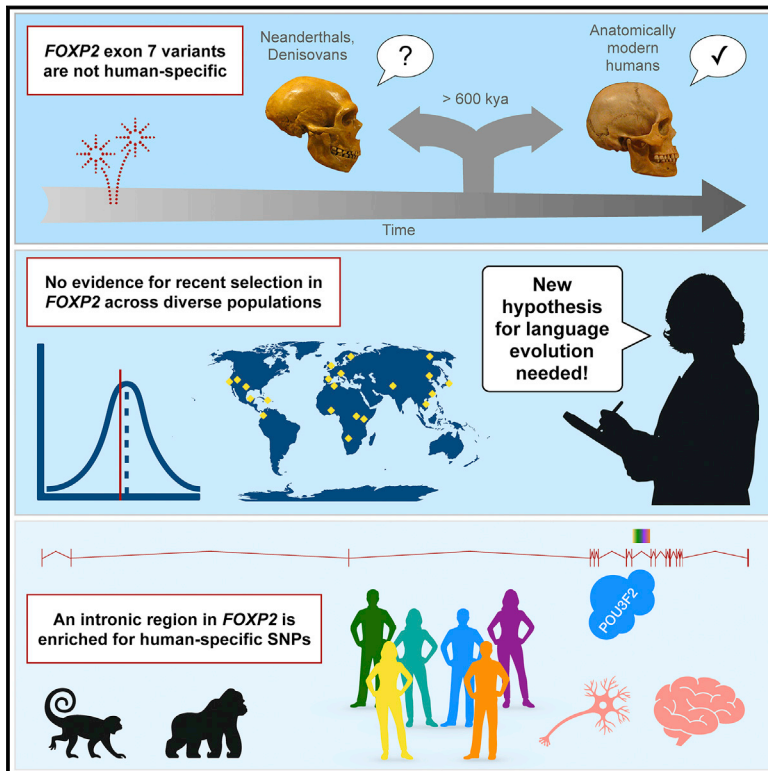 FOXP2 exon 7 variants
are not human-specific
Neanderthals,
Denisovans
?
> 600 kya
Anatomically
modern
humans
✓
Time
No evidence for recent selection in
FOXP2 across diverse populations
New
hypothesis
for language
evolution
needed!
An intronic region in FOXP2 is
enriched for human-specific SNPs
POU3F2